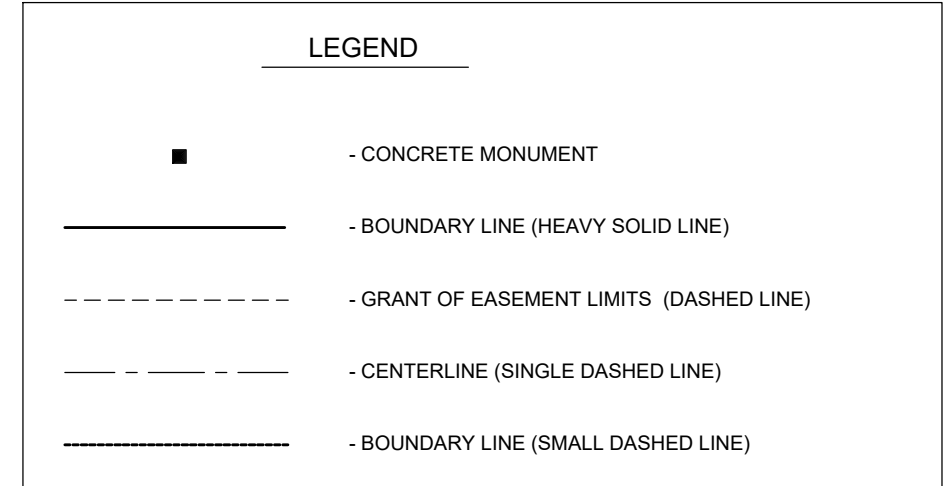 LEGEND
- CONCRETE MONUMENT
- BOUNDARY LINE (HEAVY SOLID LINE)
- GRANT OF EASEMENT LIMITS (DASHED LINE)
- CENTERLINE (SINGLE DASHED LINE)
- BOUNDARY LINE (SMALL DASHED LINE)